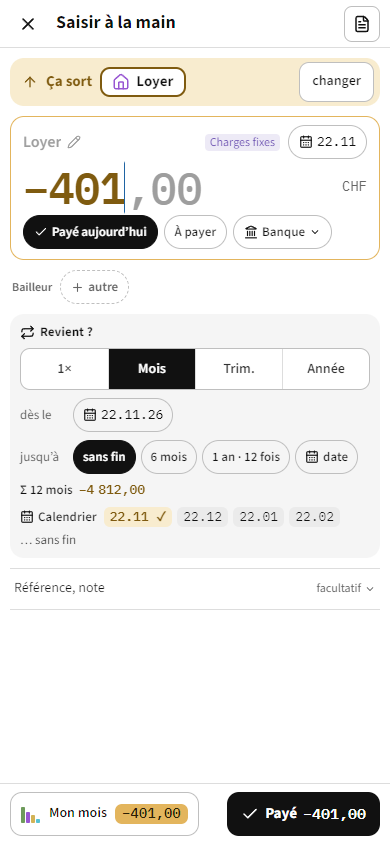 Saisir à la main
Ça sort Loyer changer
Loyer Charges fixes 22.11
−401,00 CHF
Payé aujourd'hui À payer Banque
Bailleur + autre
Revient ?
1× Mois Trim. Année
dès le 22.11.26
jusqu'à sans fin 6 mois 1 an · 12 fois date
Σ 12 mois −4 812,00
Calendrier 22.11 ✓ 22.12 22.01 22.02
… sans fin
Référence, note facultatif
Mon mois −401,00 Payé −401,00